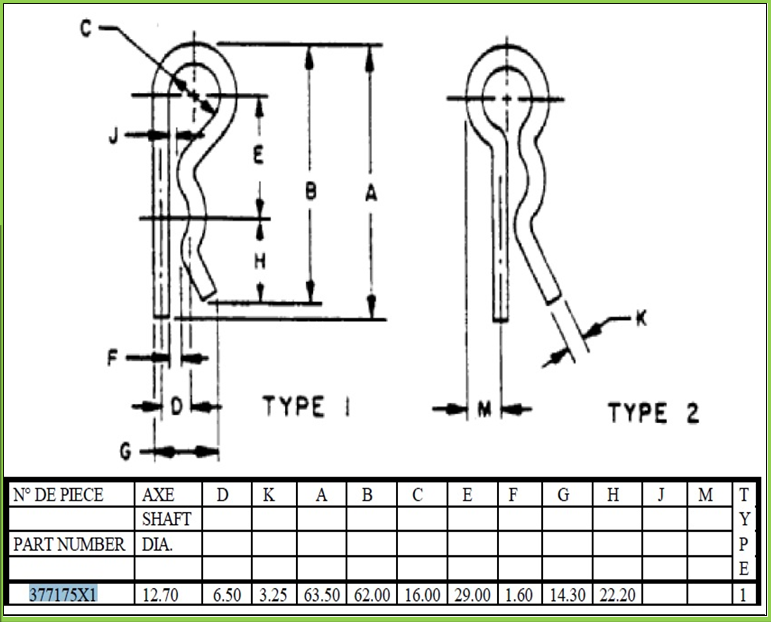 C
J
E
B
A
H
F
K
D
TYPE 1
M
TYPE 2
G
N° DE PIECE AXE D K A B C E F G H J M T
SHAFT Y
PART NUMBER DIA. P
E
377175X1 12.70 6.50 3.25 63.50 62.00 16.00 29.00 1.60 14.30 22.20 1